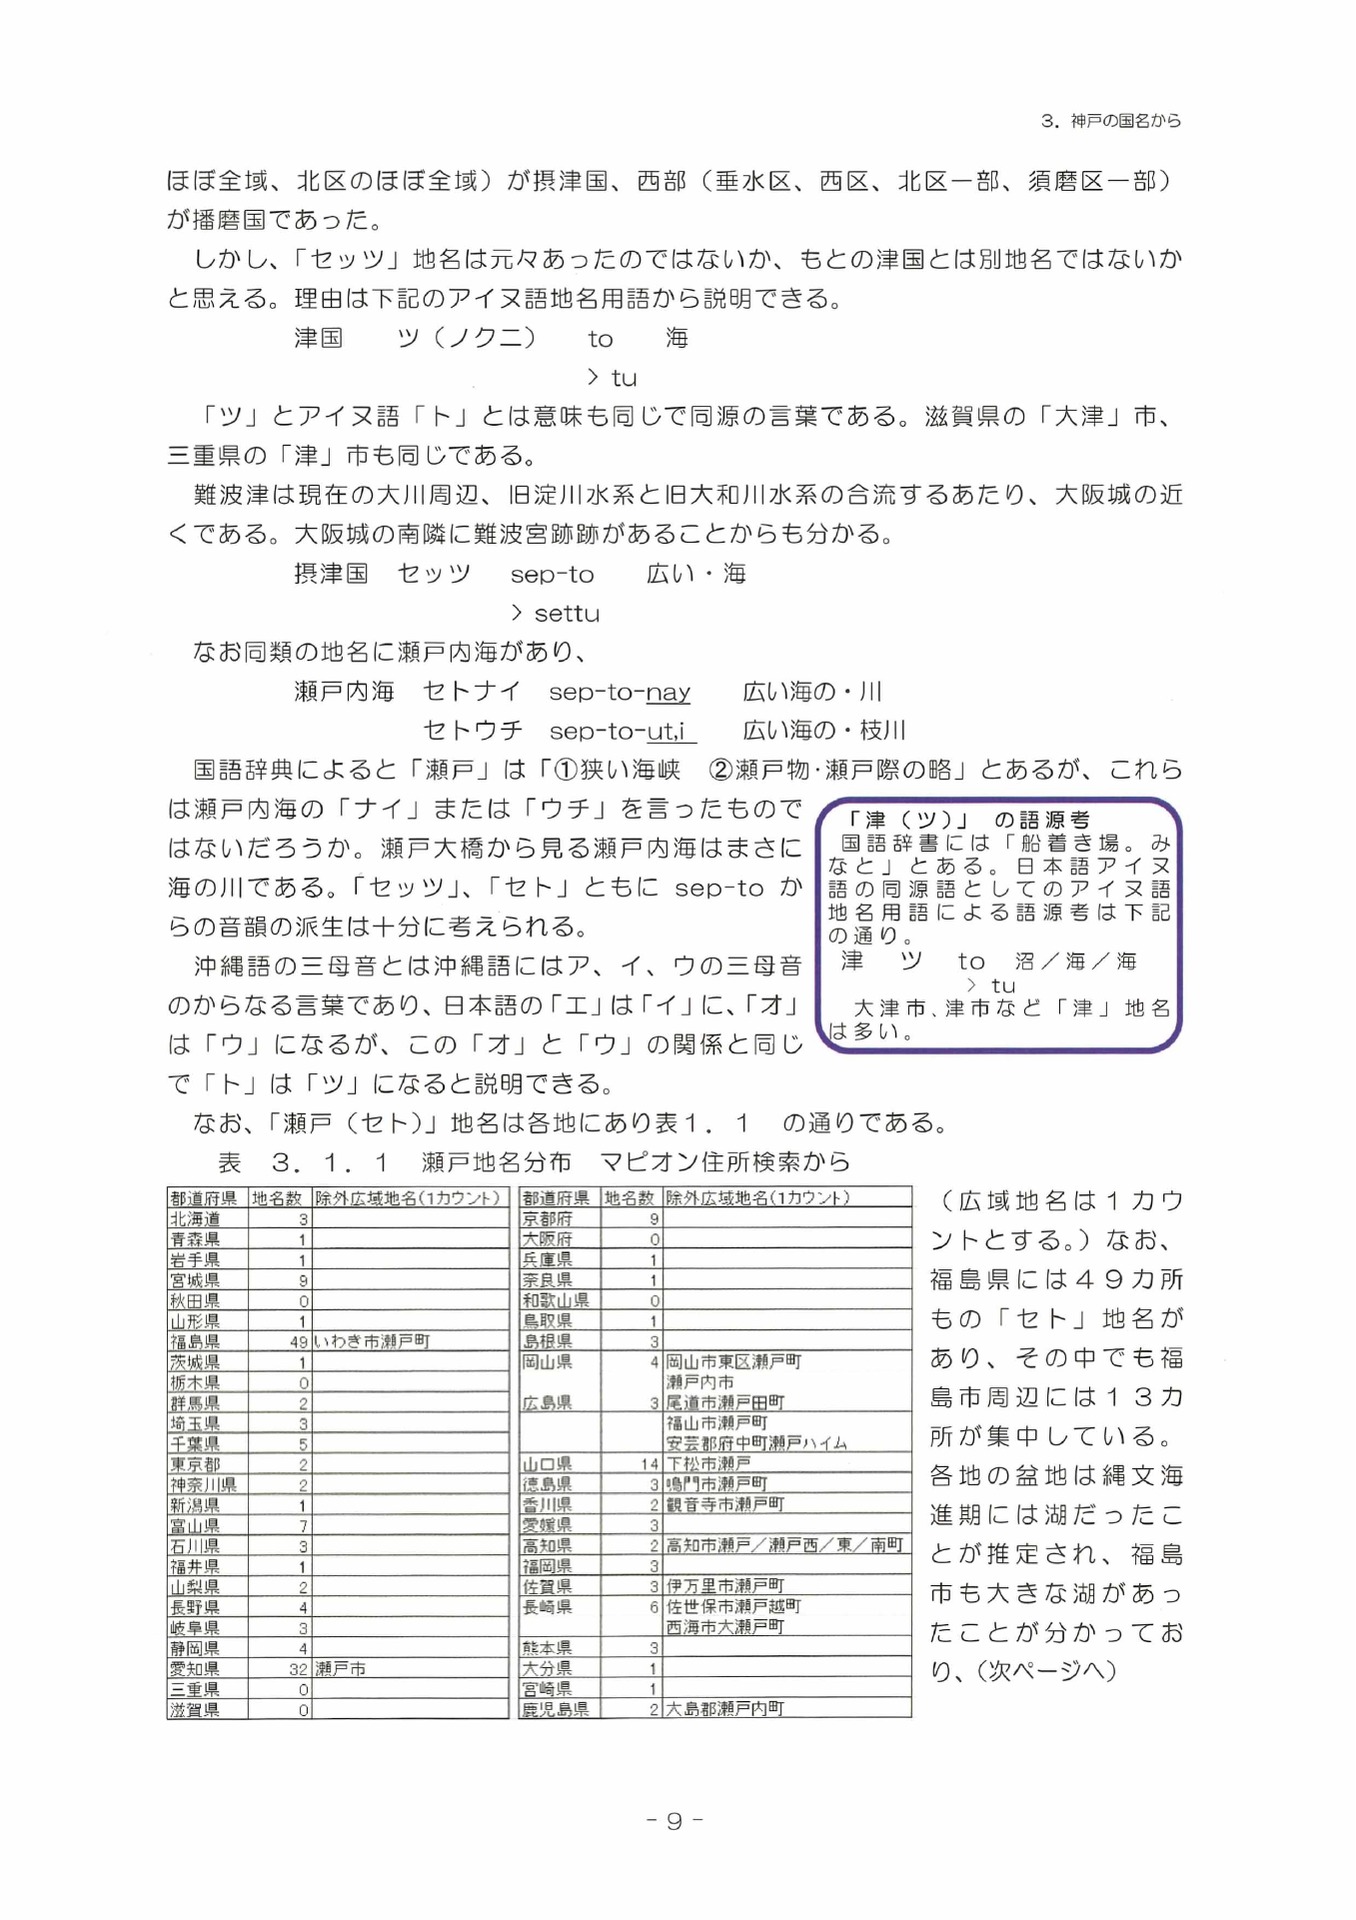 3．神戸の国名から
ほぼ全域、北区のほぼ全域）が摂津国、西部（垂水区、西区、北区一部、須磨区一部）
が播磨国であった。
しかし、「セッツ」地名は元々あったのではないか、もとの津国とは別地名ではないか
と思える。理由は下記のアイヌ語地名用語から説明できる。
津国　ツ（ノクニ）　to　海
> tu
「ツ」とアイヌ語「ト」とは意味も同じで同源の言葉である。滋賀県の「大津」市、
三重県の「津」市も同じである。
難波津は現在の大川周辺、旧淀川水系と旧大和川水系の合流するあたり、大阪城の近
くである。大阪城の南隣に難波宮跡跡があることからも分かる。
摂津国　セッツ　sep-to　広い・海
> settu
なお同類の地名に瀬戸内海があり、
瀬戸内海　セトナイ　sep-to-nay　広い海の・川
セトウチ　sep-to-ut,i　広い海の・枝川
国語辞典によると「瀬戸」は「①狭い海峡　②瀬戸物・瀬戸際の略」とあるが、これら
は瀬戸内海の「ナイ」または「ウチ」を言ったもので
はないだろうか。瀬戸大橋から見る瀬戸内海はまさに
海の川である。「セッツ」、「セト」ともに sep-to か
らの音韻の派生は十分に考えられる。
沖縄語の三母音とは沖縄語にはア、イ、ウの三母音
のからなる言葉であり、日本語の「エ」は「イ」に、「オ」
は「ウ」になるが、この「オ」と「ウ」の関係と同じ
で「ト」は「ツ」になると説明できる。
「津（ツ）」の語源考
国語辞書には「船着き場。み
なと」とある。日本語アイヌ
語の同源語としてのアイヌ語
地名用語による語源考は下記
の通り。
津　ツ　to　沼／海／海
> tu
大津市、津市など「津」地名
は多い。
なお、「瀬戸（セト）」地名は各地にあり表１．１　の通りである。
表　３．１．１　瀬戸地名分布　マピオン住所検索から
都道府県 地名数 除外広域地名（1カウント）
北海道 3
青森県 1
岩手県 1
宮城県 9
秋田県 0
山形県 1
福島県 49 いわき市瀬戸町
茨城県 1
栃木県 0
群馬県 2
埼玉県 3
千葉県 5
東京都 2
神奈川県 2
新潟県 1
富山県 7
石川県 3
福井県 1
山梨県 2
長野県 4
岐阜県 3
静岡県 4
愛知県 32 瀬戸市
三重県 0
滋賀県 0
都道府県 地名数 除外広域地名（1カウント）
京都府 9
大阪府 0
兵庫県 1
奈良県 1
和歌山県 0
鳥取県 1
島根県 3
岡山県 4 岡山市東区瀬戸町
瀬戸内市
広島県 3 尾道市瀬戸田町
福山市瀬戸町
安芸郡府中町瀬戸ハイム
山口県 14 下松市瀬戸
徳島県 3 鳴門市瀬戸町
香川県 2 観音寺市瀬戸町
愛媛県 3
高知県 2 高知市瀬戸／瀬戸西／東／南町
福岡県 3
佐賀県 3 伊万里市瀬戸町
長崎県 6 佐世保市瀬戸越町
西海市大瀬戸町
熊本県 3
大分県 1
宮崎県 1
鹿児島県 2 大島郡瀬戸内町
（広域地名は１カウ
ントとする。）なお、
福島県には４９カ所
もの「セト」地名が
あり、その中でも福
島市周辺には１３カ
所が集中している。
各地の盆地は縄文海
進期には湖だったこ
とが推定され、福島
市も大きな湖があっ
たことが分かってお
り、（次ページへ）
- 9 -